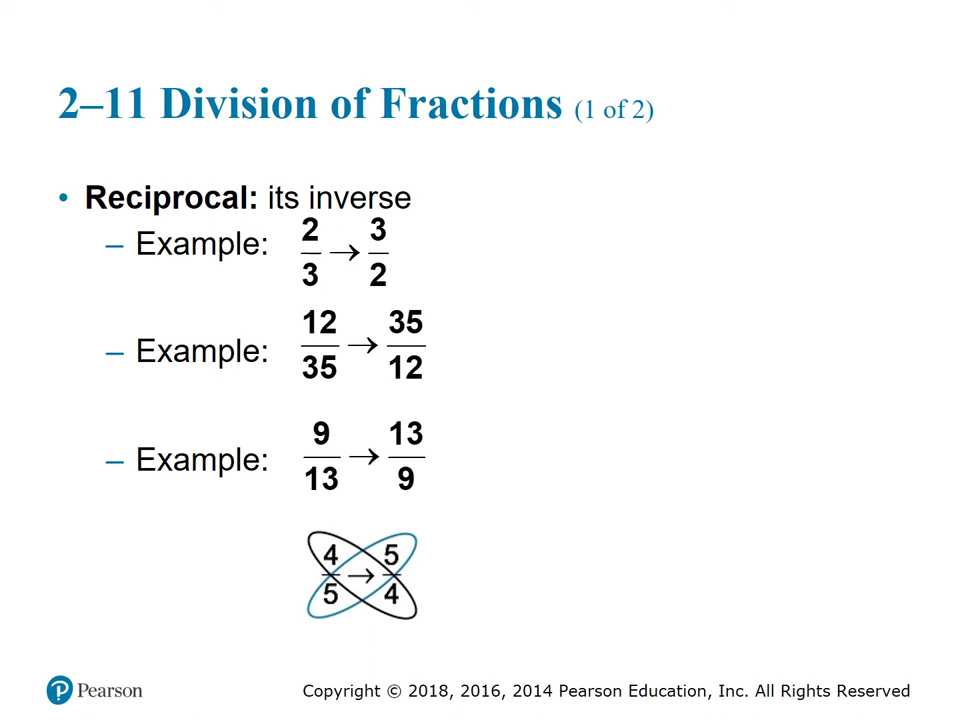 2–11 Division of Fractions (1 of 2)
• Reciprocal: its inverse
– Example: 2/3 → 3/2
– Example: 12/35 → 35/12
– Example: 9/13 → 13/9
4/5 → 5/4
P Pearson
Copyright © 2018, 2016, 2014 Pearson Education, Inc. All Rights Reserved